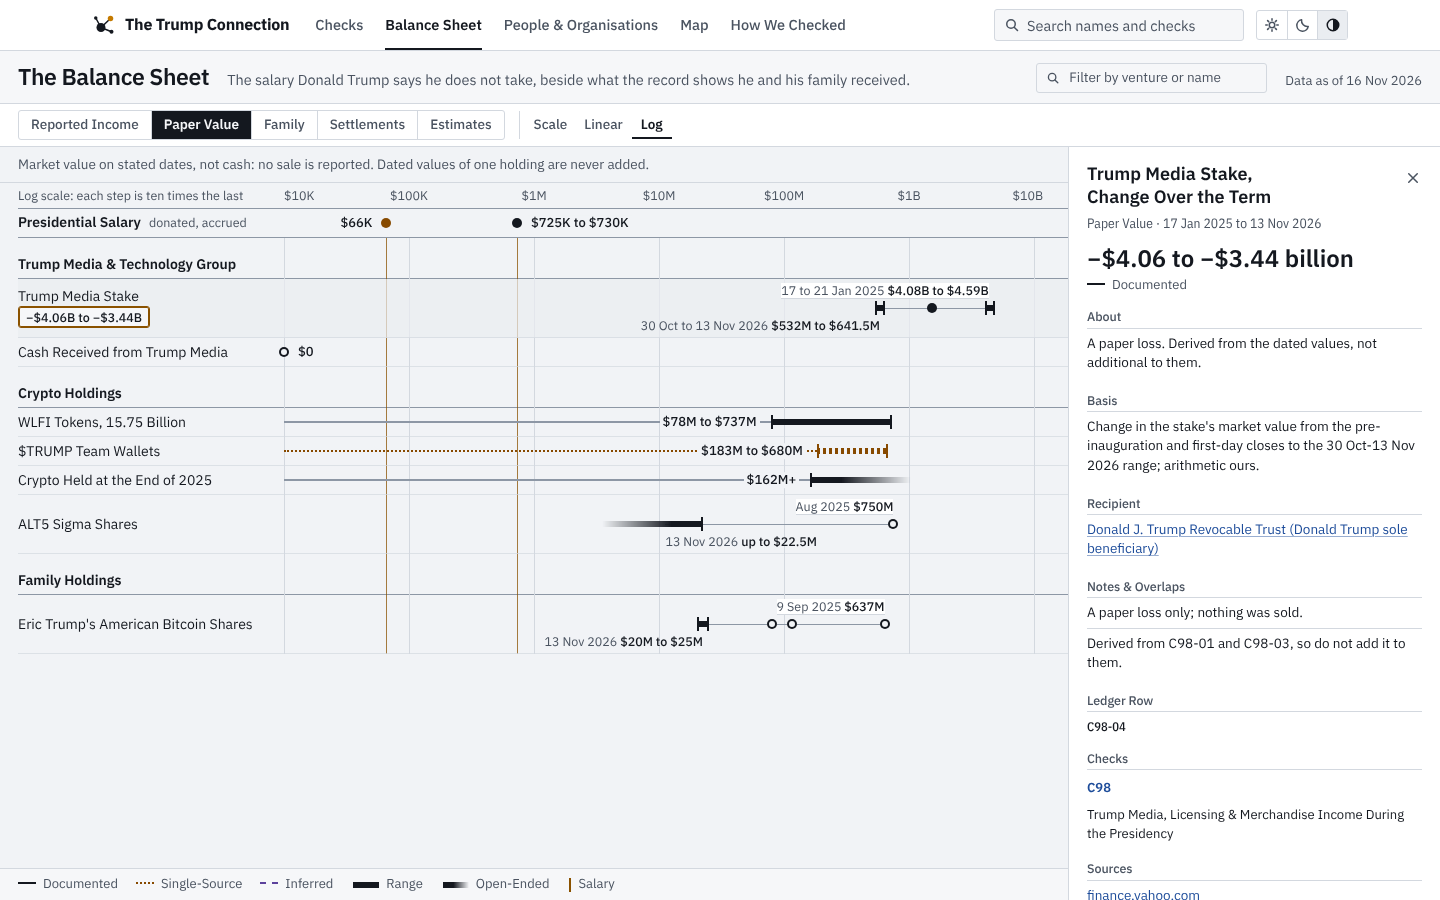 The Trump Connection
Checks
Balance Sheet
People & Organisations
Map
How We Checked
Search names and checks
The Balance Sheet
The salary Donald Trump says he does not take, beside what the record shows he and his family received.
Filter by venture or name
Data as of 16 Nov 2026
Reported Income
Paper Value
Family
Settlements
Estimates
Scale
Linear
Log
Market value on stated dates, not cash: no sale is reported. Dated values of one holding are never added.
Log scale: each step is ten times the last
$10K
$100K
$1M
$10M
$100M
$1B
$10B
Presidential Salary donated, accrued
$66K
$725K to $730K
Trump Media & Technology Group
Trump Media Stake
−$4.06B to −$3.44B
17 to 21 Jan 2025 $4.08B to $4.59B
30 Oct to 13 Nov 2026 $532M to $641.5M
Cash Received from Trump Media
$0
Crypto Holdings
WLFI Tokens, 15.75 Billion
$78M to $737M
$TRUMP Team Wallets
$183M to $680M
Crypto Held at the End of 2025
$162M+
ALT5 Sigma Shares
Aug 2025 $750M
13 Nov 2026 up to $22.5M
Family Holdings
Eric Trump's American Bitcoin Shares
9 Sep 2025 $637M
13 Nov 2026 $20M to $25M
Documented
Single-Source
Inferred
Range
Open-Ended
Salary
Trump Media Stake,
Change Over the Term
Paper Value · 17 Jan 2025 to 13 Nov 2026
−$4.06 to −$3.44 billion
Documented
About
A paper loss. Derived from the dated values, not
additional to them.
Basis
Change in the stake's market value from the pre-
inauguration and first-day closes to the 30 Oct-13 Nov
2026 range; arithmetic ours.
Recipient
Donald J. Trump Revocable Trust (Donald Trump sole
beneficiary)
Notes & Overlaps
A paper loss only; nothing was sold.
Derived from C98-01 and C98-03, so do not add it to
them.
Ledger Row
C98-04
Checks
C98
Trump Media, Licensing & Merchandise Income During
the Presidency
Sources
finance.yahoo.com